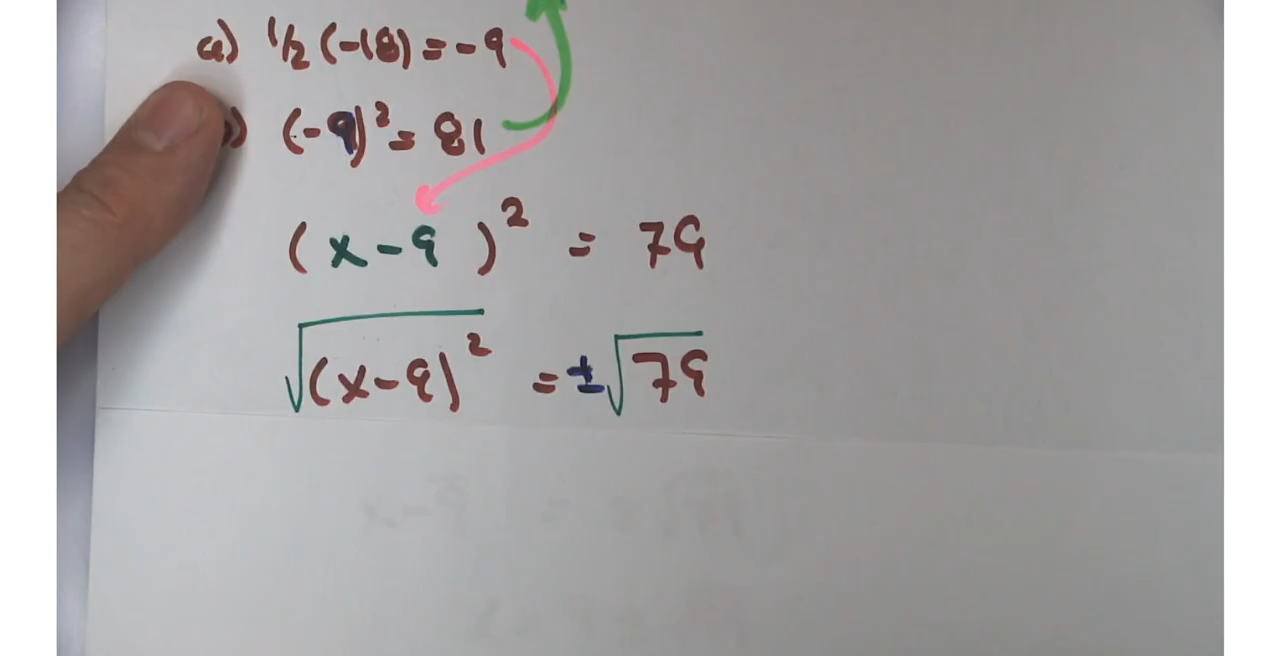 a) 1/2 (-18) = -9
) (-9)² = 81
(x-9)² = 79
√(x-9)² = ±√79